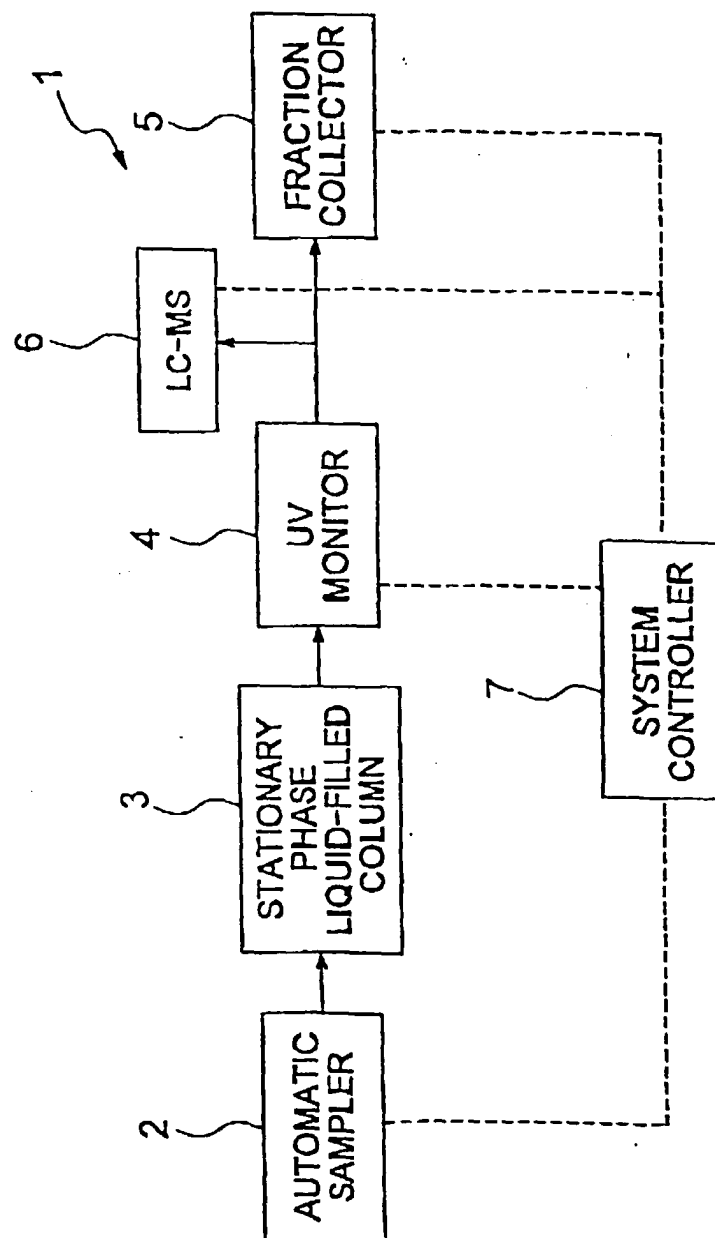 1
2
AUTOMATIC
SAMPLER
3
STATIONARY
PHASE
LIQUID-FILLED
COLUMN
4
UV
MONITOR
6
LC-MS
5
FRACTION
COLLECTOR
7
SYSTEM
CONTROLLER